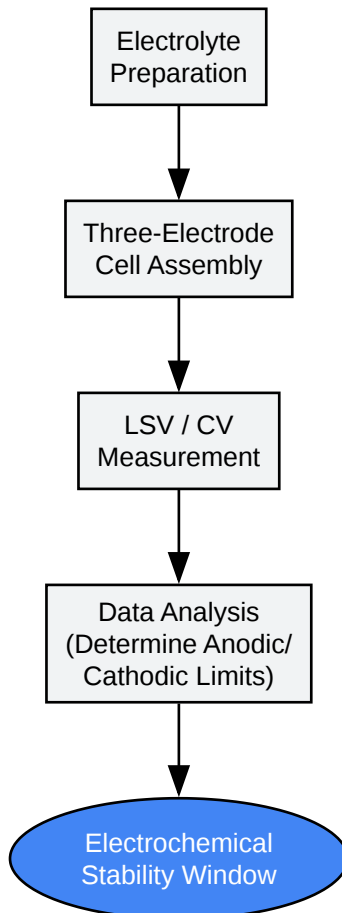 Electrolyte
Preparation
Three-Electrode
Cell Assembly
LSV / CV
Measurement
Data Analysis
(Determine Anodic/
Cathodic Limits)
Electrochemical
Stability Window